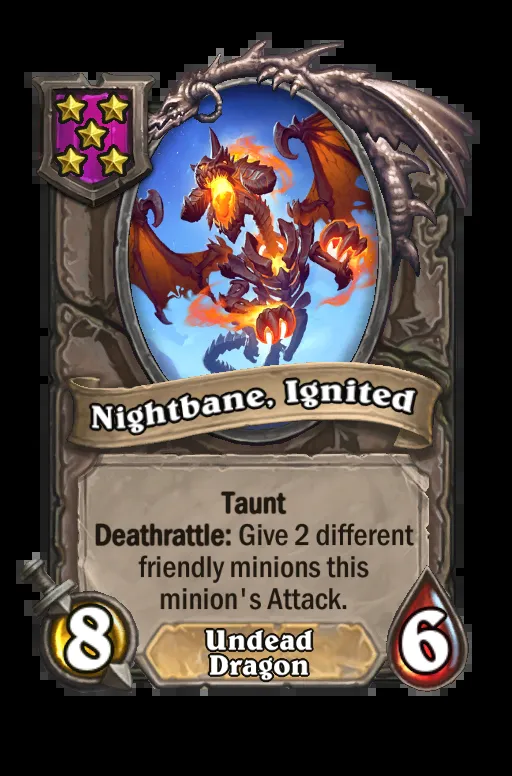 Nightbane, Ignited
Taunt
Deathrattle: Give 2 different
friendly minions this
minion's Attack.
8
Undead
Dragon
6